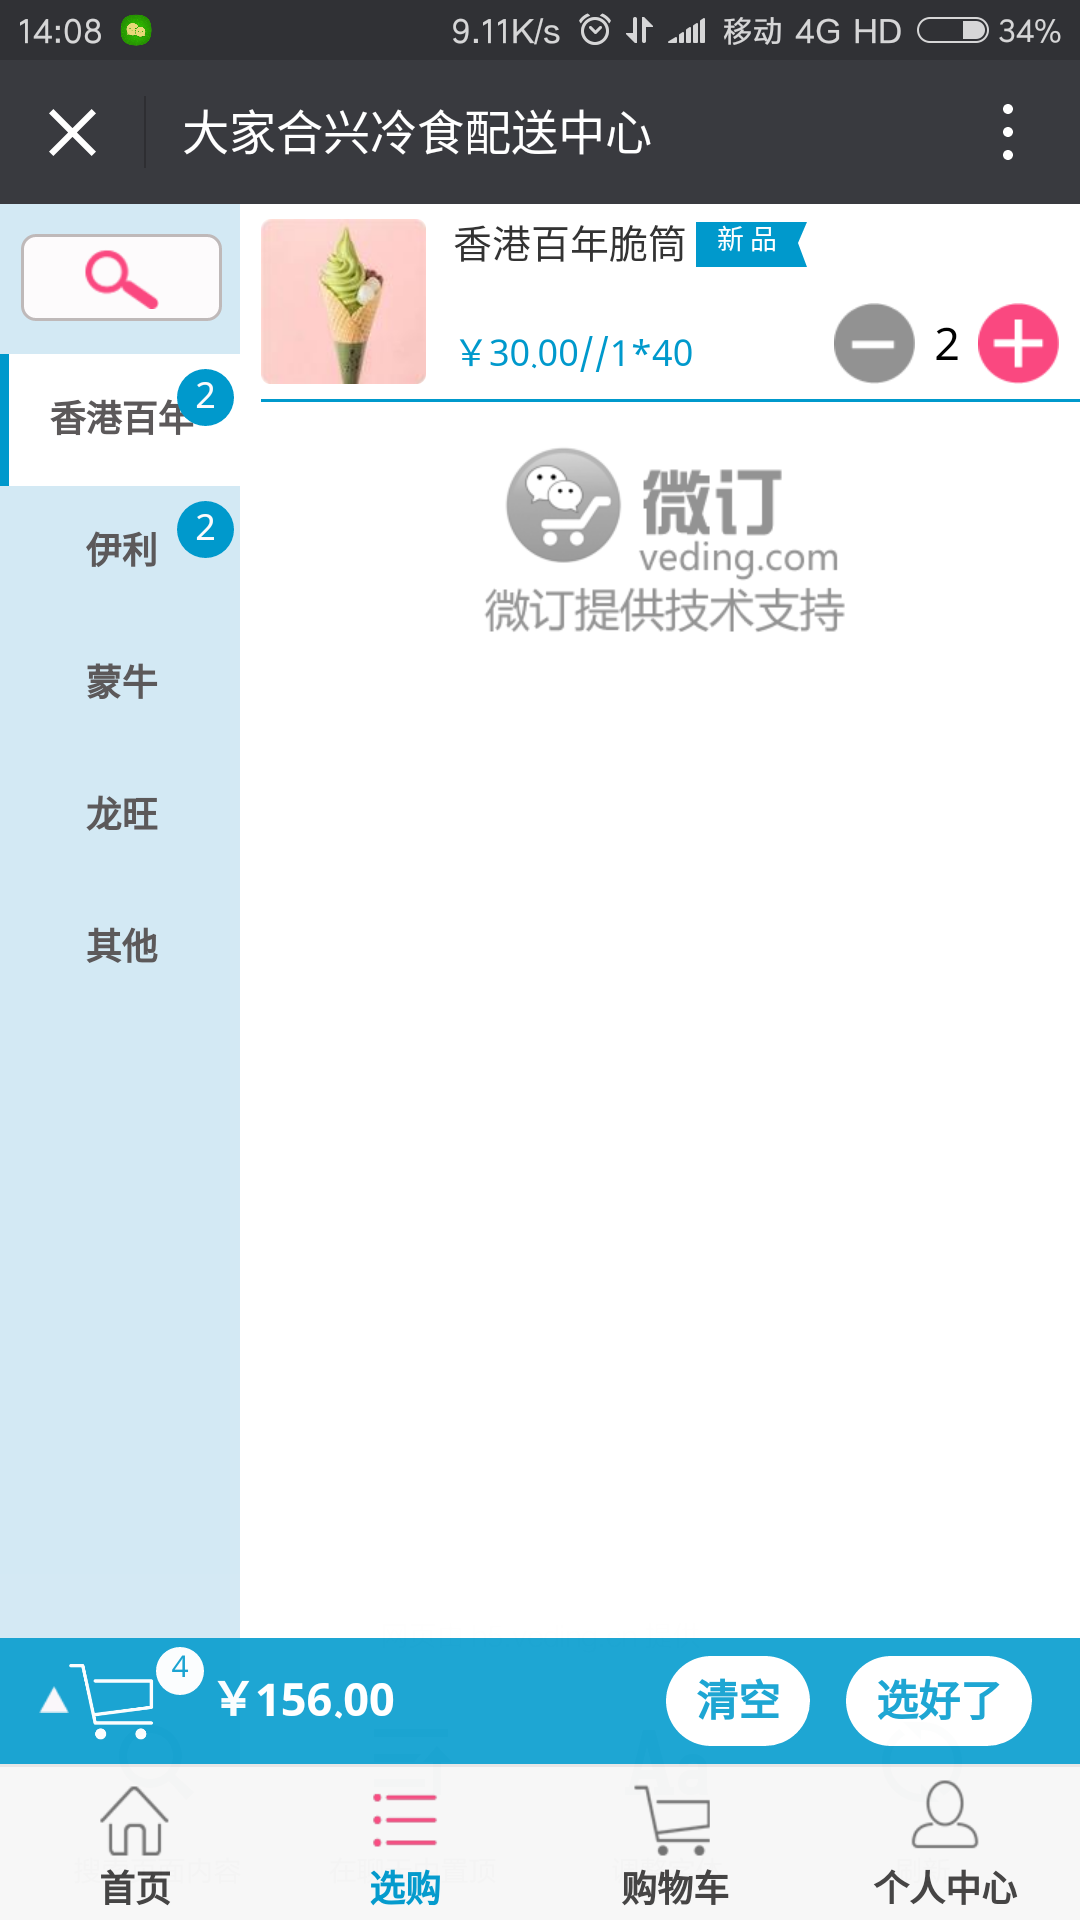 14:08 9.11K/s 移动 4G HD 34%
大家合兴冷食配送中心
香港百年脆筒 新品
￥30.00//1*40 2
香港百年 2
伊利 2
蒙牛
龙旺
其他
微订
veding.com
微订提供技术支持
4 ￥156.00 清空 选好了
首页 选购 购物车 个人中心